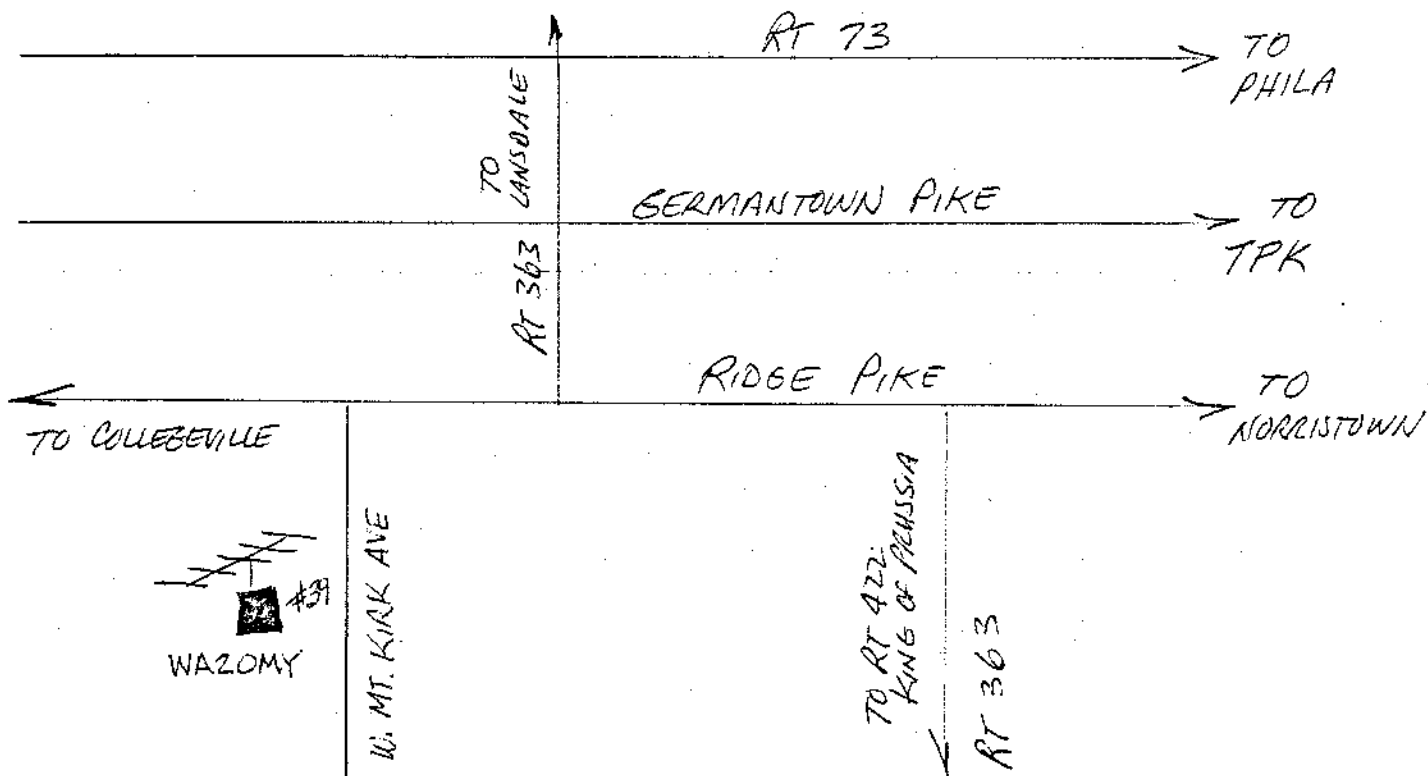 RT 73
TO
PHILA
TO
LANSDALE
GERMANTOWN PIKE
TO
TPK
RT 363
RIDGE PIKE
TO
NORRISTOWN
TO COLLEGEVILLE
#39
WA2OMY
W. MT. KIRK AVE
TO RT 422
KING OF PRUSSIA
RT 363